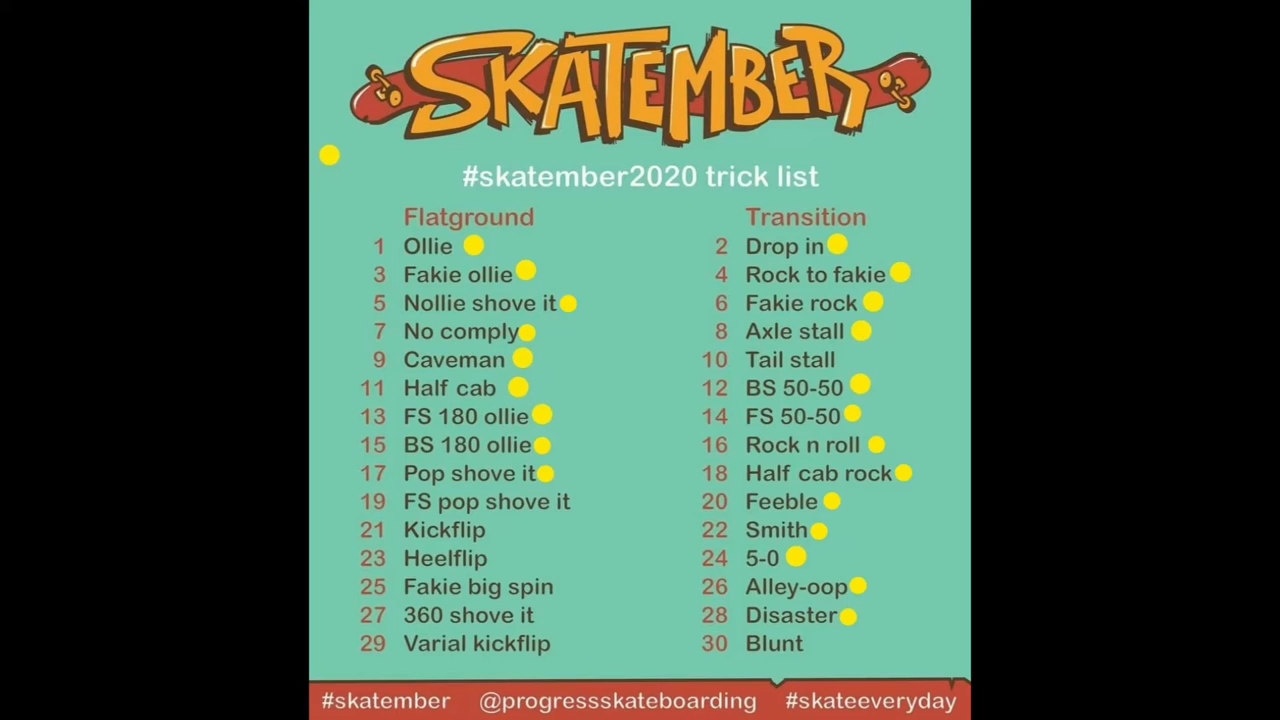 SKATEMBER
#skatember2020 trick list
Flatground
1 Ollie
3 Fakie ollie
5 Nollie shove it
7 No comply
9 Caveman
11 Half cab
13 FS 180 ollie
15 BS 180 ollie
17 Pop shove it
19 FS pop shove it
21 Kickflip
23 Heelflip
25 Fakie big spin
27 360 shove it
29 Varial kickflip
Transition
2 Drop in
4 Rock to fakie
6 Fakie rock
8 Axle stall
10 Tail stall
12 BS 50-50
14 FS 50-50
16 Rock n roll
18 Half cab rock
20 Feeble
22 Smith
24 5-0
26 Alley-oop
28 Disaster
30 Blunt
#skatember @progressskateboarding #skateeveryday